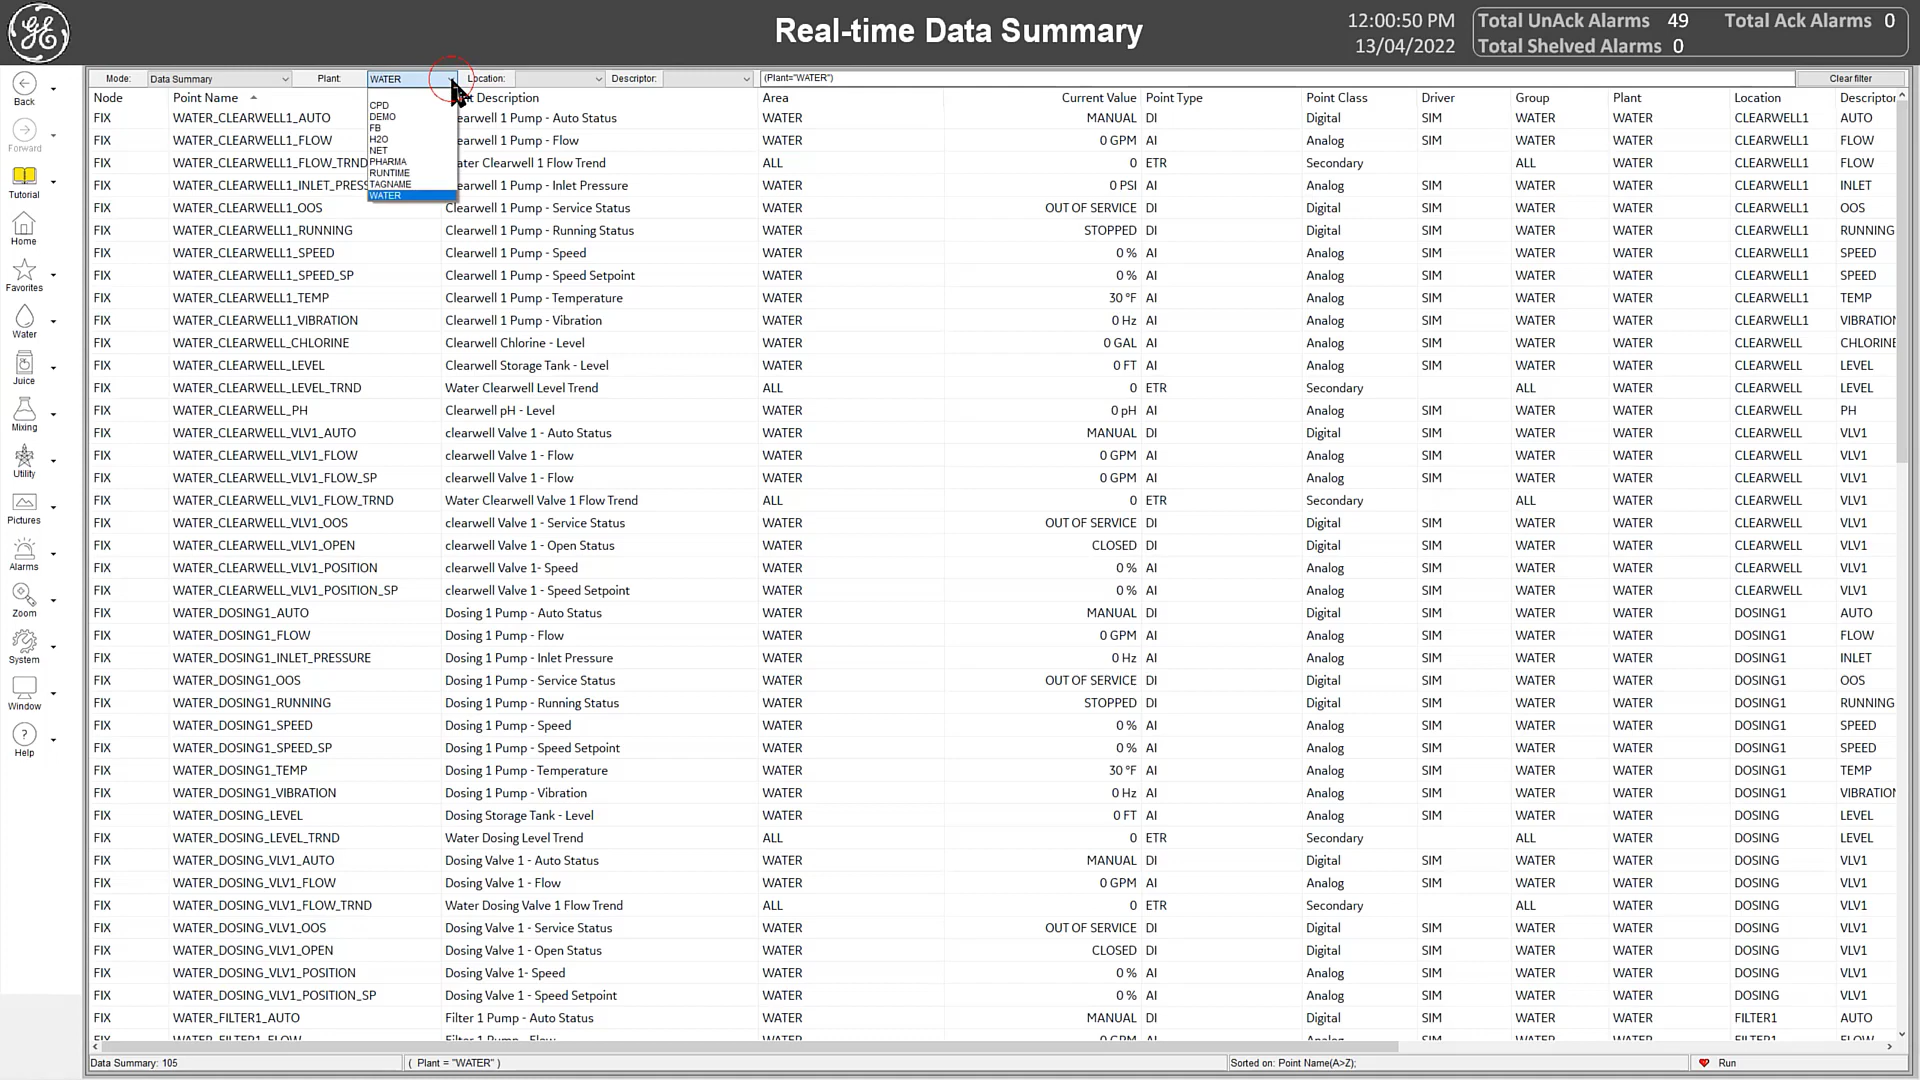 Real-time Data Summary
12:00:50 PM
13/04/2022
Total UnAck Alarms 49 Total Ack Alarms 0
Total Shelved Alarms 0
Mode: Data Summary Plant: WATER Location: Descriptor: (Plant="WATER") Clear filter
CPD
DEMO
FB
H2O
NET
PHARMA
RUNTIME
TAGNAME
WATER
Back
Forward
Tutorial
Home
Favorites
Water
Juice
Mixing
Utility
Pictures
Alarms
Zoom
System
Window
Help
Node Point Name Description Area Current Value Point Type Point Class Driver Group Plant Location Descriptor
FIX WATER_CLEARWELL1_AUTO learwell 1 Pump - Auto Status WATER MANUAL DI Digital SIM WATER WATER CLEARWELL1 AUTO
FIX WATER_CLEARWELL1_FLOW learwell 1 Pump - Flow WATER 0 GPM AI Analog SIM WATER WATER CLEARWELL1 FLOW
FIX WATER_CLEARWELL1_FLOW_TRND ater Clearwell 1 Flow Trend ALL 0 ETR Secondary ALL WATER CLEARWELL1 FLOW
FIX WATER_CLEARWELL1_INLET_PRESS learwell 1 Pump - Inlet Pressure WATER 0 PSI AI Analog SIM WATER WATER CLEARWELL1 INLET
FIX WATER_CLEARWELL1_OOS Clearwell 1 Pump - Service Status WATER OUT OF SERVICE DI Digital SIM WATER WATER CLEARWELL1 OOS
FIX WATER_CLEARWELL1_RUNNING Clearwell 1 Pump - Running Status WATER STOPPED DI Digital SIM WATER WATER CLEARWELL1 RUNNING
FIX WATER_CLEARWELL1_SPEED Clearwell 1 Pump - Speed WATER 0 % AI Analog SIM WATER WATER CLEARWELL1 SPEED
FIX WATER_CLEARWELL1_SPEED_SP Clearwell 1 Pump - Speed Setpoint WATER 0 % AI Analog SIM WATER WATER CLEARWELL1 SPEED
FIX WATER_CLEARWELL1_TEMP Clearwell 1 Pump - Temperature WATER 30 °F AI Analog SIM WATER WATER CLEARWELL1 TEMP
FIX WATER_CLEARWELL1_VIBRATION Clearwell 1 Pump - Vibration WATER 0 Hz AI Analog SIM WATER WATER CLEARWELL1 VIBRATION
FIX WATER_CLEARWELL_CHLORINE Clearwell Chlorine - Level WATER 0 GAL AI Analog SIM WATER WATER CLEARWELL CHLORINE
FIX WATER_CLEARWELL_LEVEL Clearwell Storage Tank - Level WATER 0 FT AI Analog SIM WATER WATER CLEARWELL LEVEL
FIX WATER_CLEARWELL_LEVEL_TRND Water Clearwell Level Trend ALL 0 ETR Secondary ALL WATER CLEARWELL LEVEL
FIX WATER_CLEARWELL_PH Clearwell pH - Level WATER 0 pH AI Analog SIM WATER WATER CLEARWELL PH
FIX WATER_CLEARWELL_VLV1_AUTO clearwell Valve 1 - Auto Status WATER MANUAL DI Digital SIM WATER WATER CLEARWELL VLV1
FIX WATER_CLEARWELL_VLV1_FLOW clearwell Valve 1 - Flow WATER 0 GPM AI Analog SIM WATER WATER CLEARWELL VLV1
FIX WATER_CLEARWELL_VLV1_FLOW_SP clearwell Valve 1 - Flow WATER 0 GPM AI Analog SIM WATER WATER CLEARWELL VLV1
FIX WATER_CLEARWELL_VLV1_FLOW_TRND Water Clearwell Valve 1 Flow Trend ALL 0 ETR Secondary ALL WATER CLEARWELL VLV1
FIX WATER_CLEARWELL_VLV1_OOS clearwell Valve 1 - Service Status WATER OUT OF SERVICE DI Digital SIM WATER WATER CLEARWELL VLV1
FIX WATER_CLEARWELL_VLV1_OPEN clearwell Valve 1 - Open Status WATER CLOSED DI Digital SIM WATER WATER CLEARWELL VLV1
FIX WATER_CLEARWELL_VLV1_POSITION clearwell Valve 1- Speed WATER 0 % AI Analog SIM WATER WATER CLEARWELL VLV1
FIX WATER_CLEARWELL_VLV1_POSITION_SP clearwell Valve 1 - Speed Setpoint WATER 0 % AI Analog SIM WATER WATER CLEARWELL VLV1
FIX WATER_DOSING1_AUTO Dosing 1 Pump - Auto Status WATER MANUAL DI Digital SIM WATER WATER DOSING1 AUTO
FIX WATER_DOSING1_FLOW Dosing 1 Pump - Flow WATER 0 GPM AI Analog SIM WATER WATER DOSING1 FLOW
FIX WATER_DOSING1_INLET_PRESSURE Dosing 1 Pump - Inlet Pressure WATER 0 Hz AI Analog SIM WATER WATER DOSING1 INLET
FIX WATER_DOSING1_OOS Dosing 1 Pump - Service Status WATER OUT OF SERVICE DI Digital SIM WATER WATER DOSING1 OOS
FIX WATER_DOSING1_RUNNING Dosing 1 Pump - Running Status WATER STOPPED DI Digital SIM WATER WATER DOSING1 RUNNING
FIX WATER_DOSING1_SPEED Dosing 1 Pump - Speed WATER 0 % AI Analog SIM WATER WATER DOSING1 SPEED
FIX WATER_DOSING1_SPEED_SP Dosing 1 Pump - Speed Setpoint WATER 0 % AI Analog SIM WATER WATER DOSING1 SPEED
FIX WATER_DOSING1_TEMP Dosing 1 Pump - Temperature WATER 30 °F AI Analog SIM WATER WATER DOSING1 TEMP
FIX WATER_DOSING1_VIBRATION Dosing 1 Pump - Vibration WATER 0 Hz AI Analog SIM WATER WATER DOSING1 VIBRATION
FIX WATER_DOSING_LEVEL Dosing Storage Tank - Level WATER 0 FT AI Analog SIM WATER WATER DOSING LEVEL
FIX WATER_DOSING_LEVEL_TRND Water Dosing Level Trend ALL 0 ETR Secondary ALL WATER DOSING LEVEL
FIX WATER_DOSING_VLV1_AUTO Dosing Valve 1 - Auto Status WATER MANUAL DI Digital SIM WATER WATER DOSING VLV1
FIX WATER_DOSING_VLV1_FLOW Dosing Valve 1 - Flow WATER 0 GPM AI Analog SIM WATER WATER DOSING VLV1
FIX WATER_DOSING_VLV1_FLOW_TRND Water Dosing Valve 1 Flow Trend ALL 0 ETR Secondary ALL WATER DOSING VLV1
FIX WATER_DOSING_VLV1_OOS Dosing Valve 1 - Service Status WATER OUT OF SERVICE DI Digital SIM WATER WATER DOSING VLV1
FIX WATER_DOSING_VLV1_OPEN Dosing Valve 1 - Open Status WATER CLOSED DI Digital SIM WATER WATER DOSING VLV1
FIX WATER_DOSING_VLV1_POSITION Dosing Valve 1- Speed WATER 0 % AI Analog SIM WATER WATER DOSING VLV1
FIX WATER_DOSING_VLV1_POSITION_SP Dosing Valve 1 - Speed Setpoint WATER 0 % AI Analog SIM WATER WATER DOSING VLV1
FIX WATER_FILTER1_AUTO Filter 1 Pump - Auto Status WATER MANUAL DI Digital SIM WATER WATER FILTER1 AUTO
FIX WATER_FILTER1_FLOW Filter 1 Pump - Flow WATER 0 GPM AI Analog SIM WATER WATER FILTER1 FLOW
Data Summary: 105 ( Plant = "WATER" ) Sorted on: Point Name(A>Z); Run